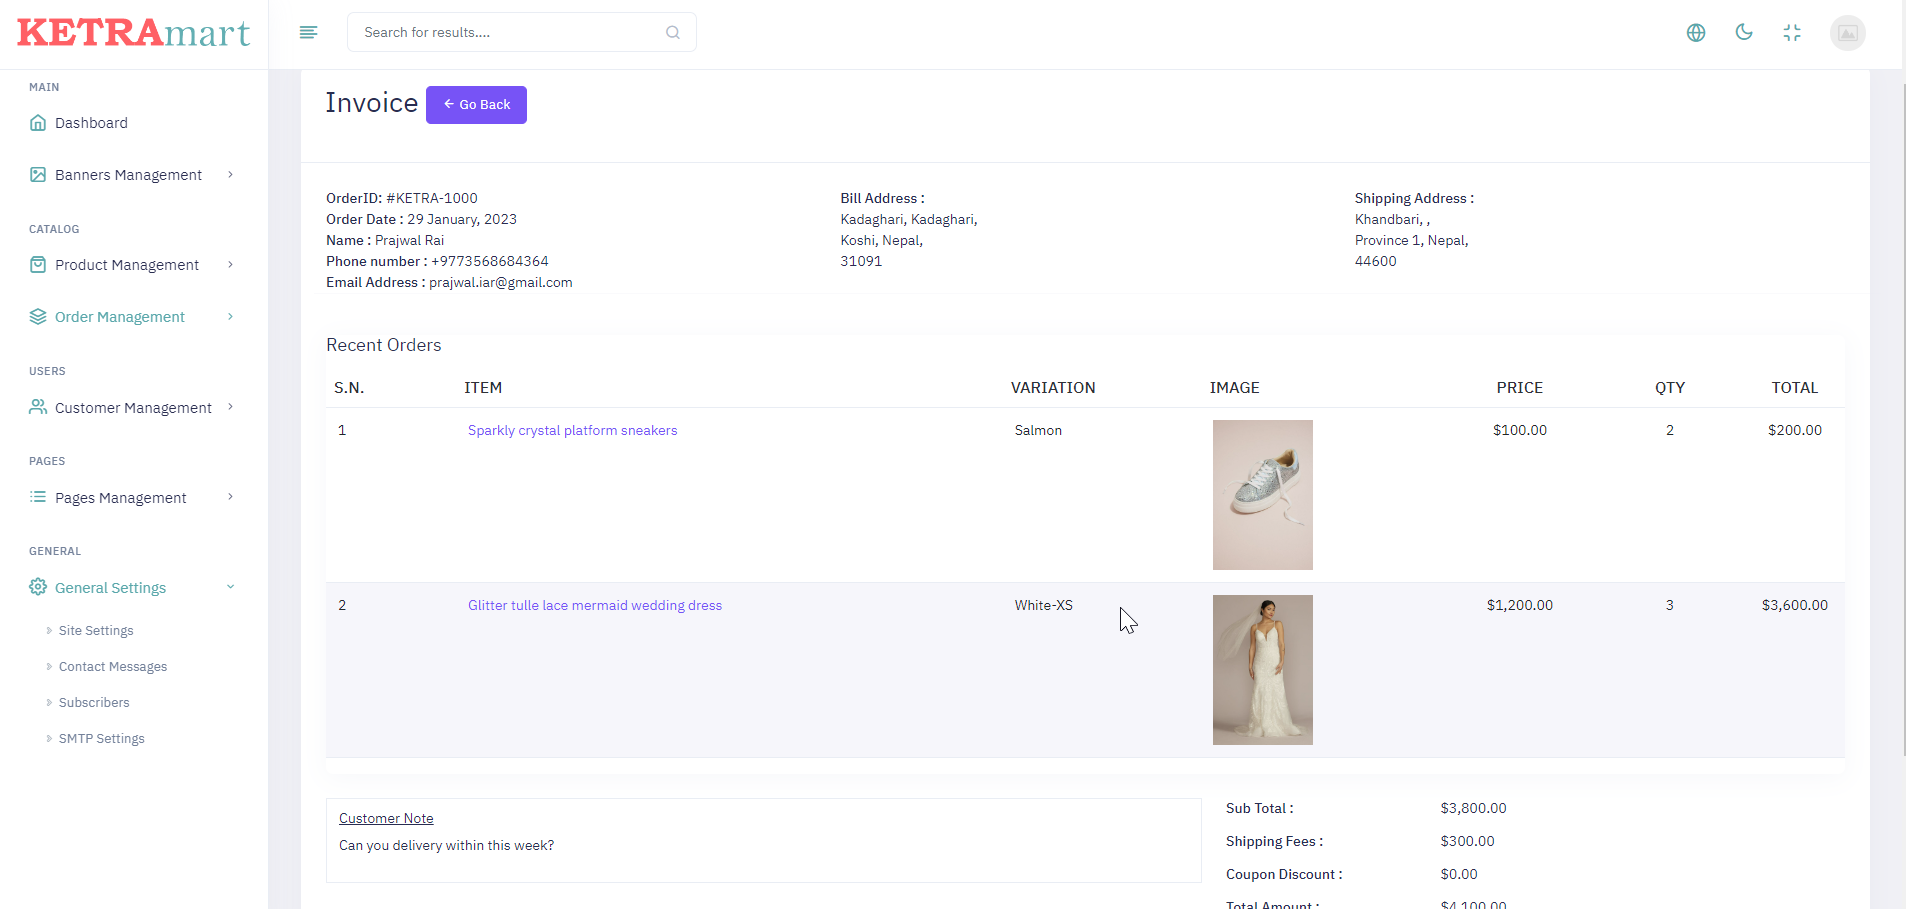 KETRAmart
Search for results....
MAIN
Dashboard
Banners Management
CATALOG
Product Management
Order Management
USERS
Customer Management
PAGES
Pages Management
GENERAL
General Settings
Site Settings
Contact Messages
Subscribers
SMTP Settings
Invoice Go Back
OrderID: #KETRA-1000
Order Date : 29 January, 2023
Name : Prajwal Rai
Phone number : +9773568684364
Email Address : prajwal.iar@gmail.com
Bill Address :
Kadaghari, Kadaghari,
Koshi, Nepal,
31091
Shipping Address :
Khandbari, ,
Province 1, Nepal,
44600
Recent Orders
S.N. ITEM VARIATION IMAGE PRICE QTY TOTAL
1 Sparkly crystal platform sneakers Salmon $100.00 2 $200.00
2 Glitter tulle lace mermaid wedding dress White-XS $1,200.00 3 $3,600.00
Customer Note
Can you delivery within this week?
Sub Total : $3,800.00
Shipping Fees : $300.00
Coupon Discount : $0.00
Total Amount : $4,100.00